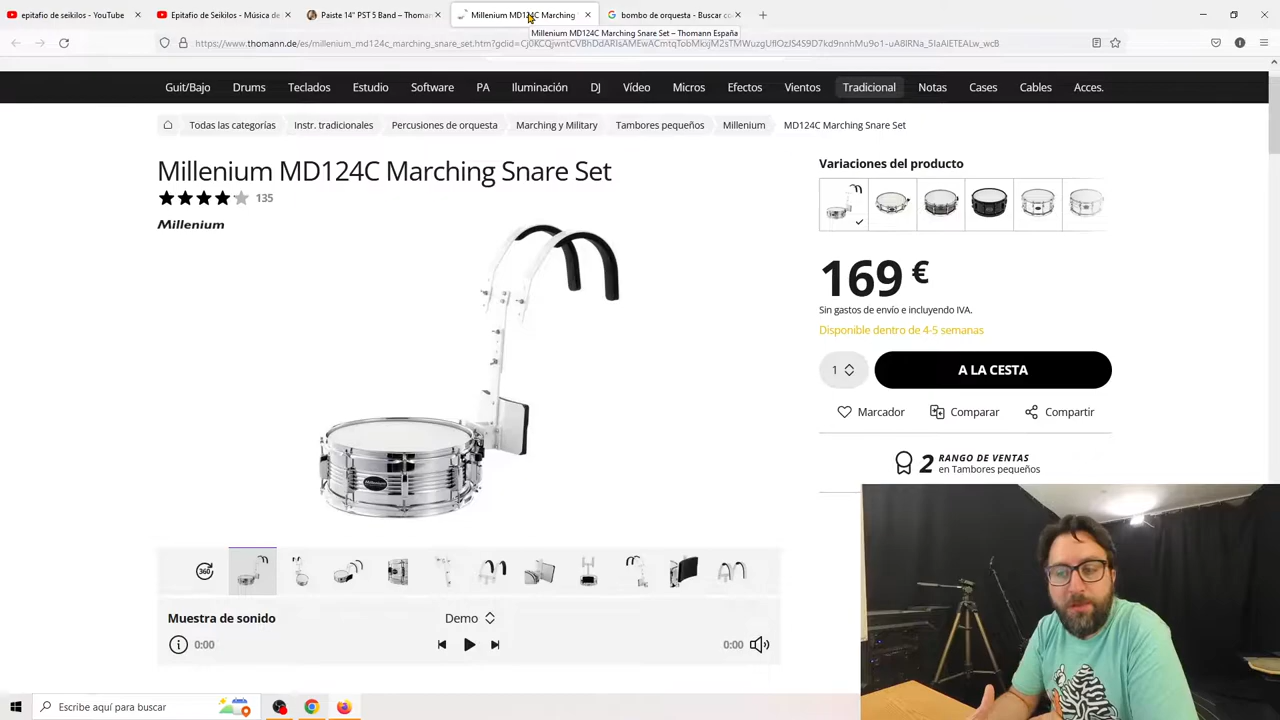 epitafio de seikilos - YouTube
Epitafio de Seikilos - Música de
Paiste 14" PST 5 Band – Thomann
Millenium MD124C Marching
bombo de orquesta - Buscar co
Millenium MD124C Marching Snare Set – Thomann España
Guit/Bajo Drums Teclados Estudio Software PA Iluminación DJ Vídeo Micros Efectos Vientos Tradicional Notas Cases Cables Acces.
Todas las categorías Instr. tradicionales Percusiones de orquesta Marching y Military Tambores pequeños Millenium MD124C Marching Snare Set
Millenium MD124C Marching Snare Set
135
Millenium
Variaciones del producto
169 €
Sin gastos de envío e incluyendo IVA.
Disponible dentro de 4-5 semanas
1
A LA CESTA
Marcador Comparar Compartir
2 RANGO DE VENTAS
en Tambores pequeños
Millenium
360
Muestra de sonido Demo
0:00 0:00
Escribe aquí para buscar